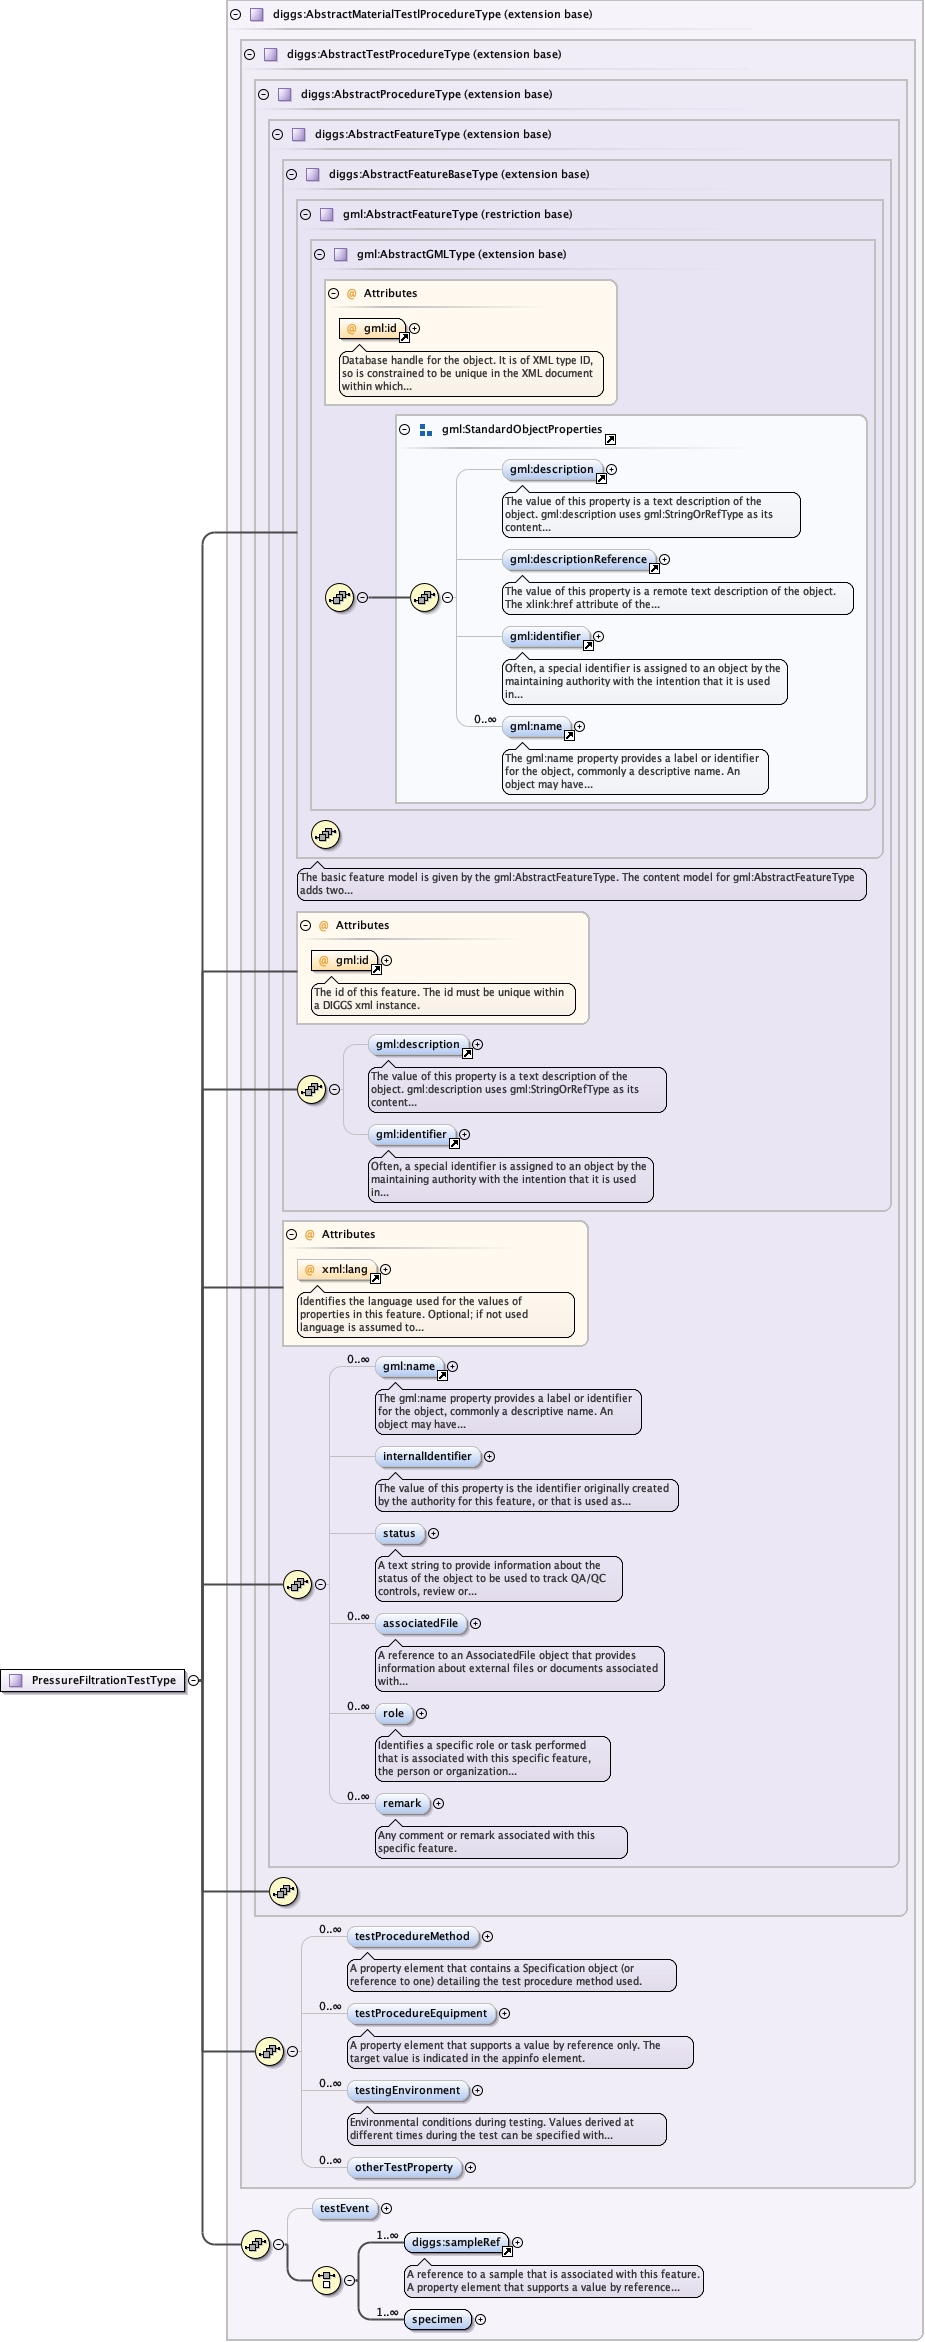 diggs:AbstractMaterialTestlProcedureType (extension base)
diggs:AbstractTestProcedureType (extension base)
diggs:AbstractProcedureType (extension base)
diggs:AbstractFeatureType (extension base)
diggs:AbstractFeatureBaseType (extension base)
gml:AbstractFeatureType (restriction base)
gml:AbstractGMLType (extension base)
@ Attributes
@ gml:id
Database handle for the object. It is of XML type ID,
so is constrained to be unique in the XML document
within which...
gml:StandardObjectProperties
gml:description
The value of this property is a text description of the
object. gml:description uses gml:StringOrRefType as its
content...
gml:descriptionReference
The value of this property is a remote text description of the object.
The xlink:href attribute of the...
gml:identifier
Often, a special identifier is assigned to an object by the
maintaining authority with the intention that it is used
in...
0..∞
gml:name
The gml:name property provides a label or identifier
for the object, commonly a descriptive name. An
object may have...
The basic feature model is given by the gml:AbstractFeatureType. The content model for gml:AbstractFeatureType
adds two...
@ Attributes
@ gml:id
The id of this feature. The id must be unique within
a DIGGS xml instance.
gml:description
The value of this property is a text description of the
object. gml:description uses gml:StringOrRefType as its
content...
gml:identifier
Often, a special identifier is assigned to an object by the
maintaining authority with the intention that it is used
in...
@ Attributes
@ xml:lang
Identifies the language used for the values of
properties in this feature. Optional; if not used
language is assumed to...
0..∞
gml:name
The gml:name property provides a label or identifier
for the object, commonly a descriptive name. An
object may have...
internalIdentifier
The value of this property is the identifier originally created
by the authority for this feature, or that is used as...
status
A text string to provide information about the
status of the object to be used to track QA/QC
controls, review or...
0..∞
associatedFile
A reference to an AssociatedFile object that provides
information about external files or documents associated
with...
PressureFiltrationTestType
0..∞
role
Identifies a specific role or task performed
that is associated with this specific feature,
the person or organization...
0..∞
remark
Any comment or remark associated with this
specific feature.
0..∞
testProcedureMethod
A property element that contains a Specification object (or
reference to one) detailing the test procedure method used.
0..∞
testProcedureEquipment
A property element that supports a value by reference only. The
target value is indicated in the appinfo element.
0..∞
testingEnvironment
Environmental conditions during testing. Values derived at
different times during the test can be specified with...
0..∞
otherTestProperty
testEvent
1..∞
diggs:sampleRef
A reference to a sample that is associated with this feature.
A property element that supports a value by reference...
1..∞
specimen